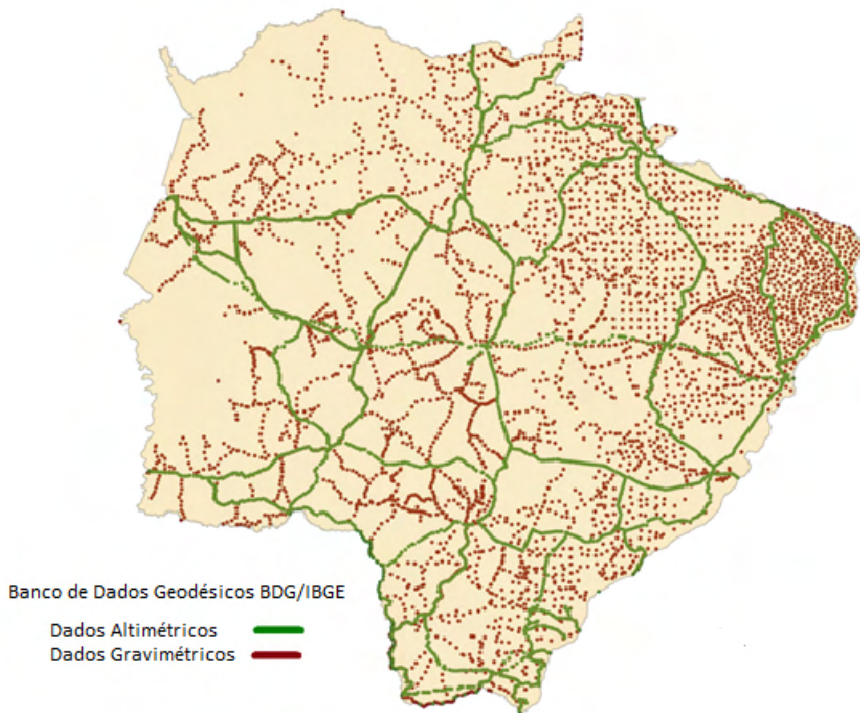 Banco de Dados Geodésicos BDG/IBGE
Dados Altimétricos
Dados Gravimétricos